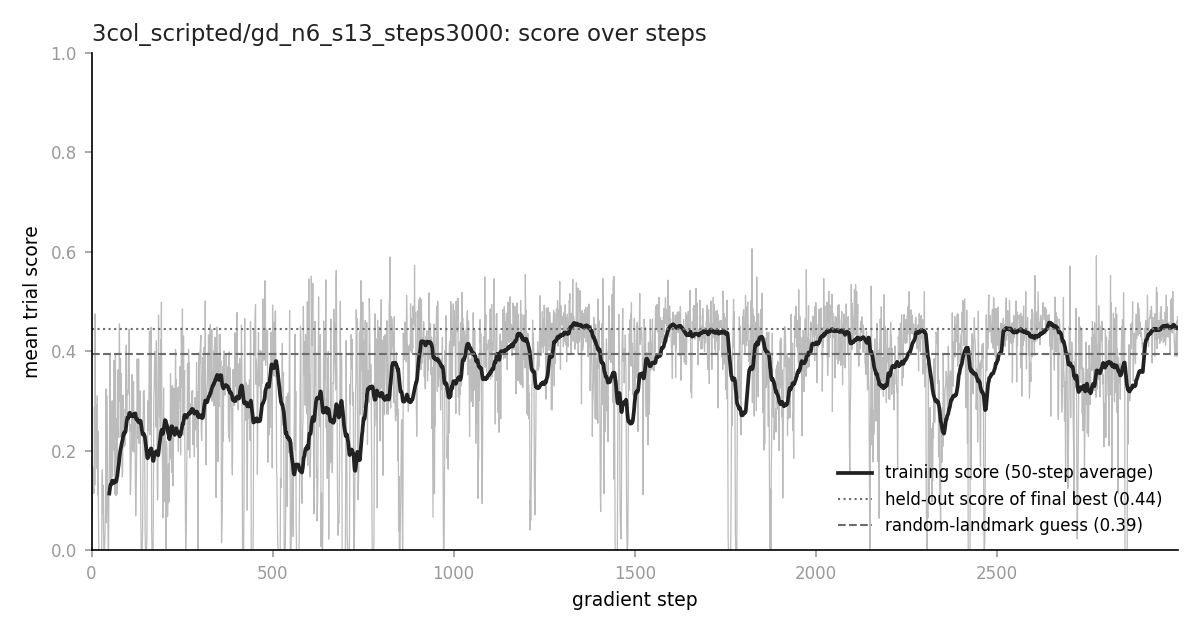 3col_scripted/gd_n6_s13_steps3000: score over steps
1.0
0.8
0.6
0.4
0.2
0.0
mean trial score
training score (50-step average)
held-out score of final best (0.44)
random-landmark guess (0.39)
0
500
1000
1500
2000
2500
gradient step